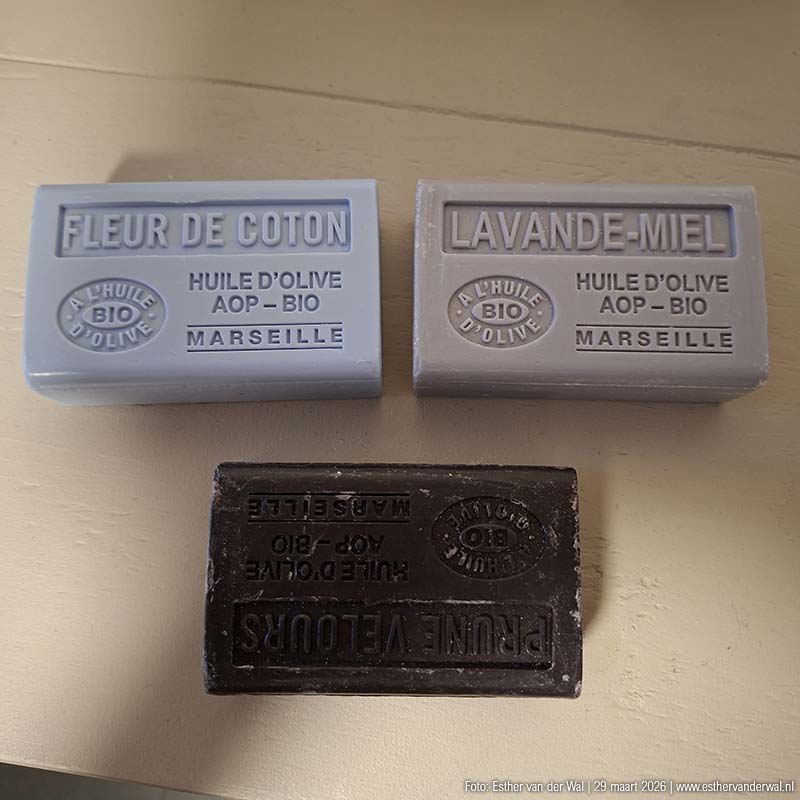 FLEUR DE COTON
A L'HUILE
BIO
D'OLIVE
HUILE D'OLIVE
AOP – BIO
MARSEILLE
LAVANDE-MIEL
A L'HUILE
BIO
D'OLIVE
HUILE D'OLIVE
AOP – BIO
MARSEILLE
PRUNE VELOURS
A L'HUILE
BIO
D'OLIVE
HUILE D'OLIVE
AOP – BIO
MARSEILLE
Foto: Esther van der Wal | 29 maart 2026 | www.esthervanderwal.nl